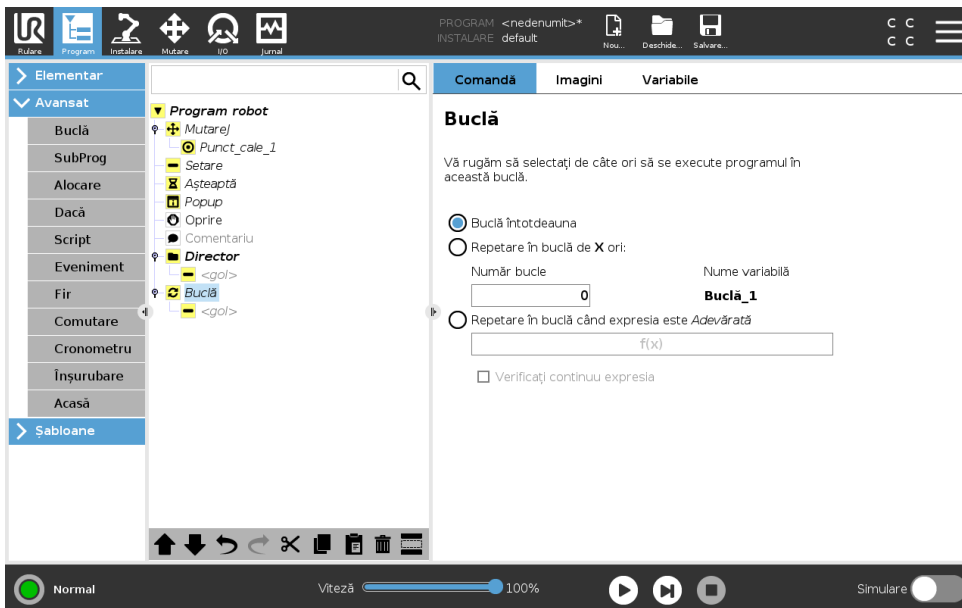 PROGRAM <nedenumit>*
INSTALARE default
C C
C C
Rulare
Program
Instalare
Mutare
I/O
Jurnal
Nou...
Deschide...
Salvare...
Elementar
Avansat
Buclă
SubProg
Alocare
Dacă
Script
Eveniment
Fir
Comutare
Cronometru
Înșurubare
Acasă
Șabloane
Program robot
MutareJ
Punct_cale_1
Setare
Așteaptă
Popup
Oprire
Comentariu
Director
<gol>
Buclă
<gol>
Comandă
Imagini
Variabile
Buclă
Vă rugăm să selectați de câte ori să se execute programul în
această buclă.
Buclă întotdeauna
Repetare în buclă de X ori:
Număr bucle
Nume variabilă
0
Buclă_1
Repetare în buclă când expresia este Adevărată
f(x)
Verificați continuu expresia
Normal
Viteză
100%
Simulare